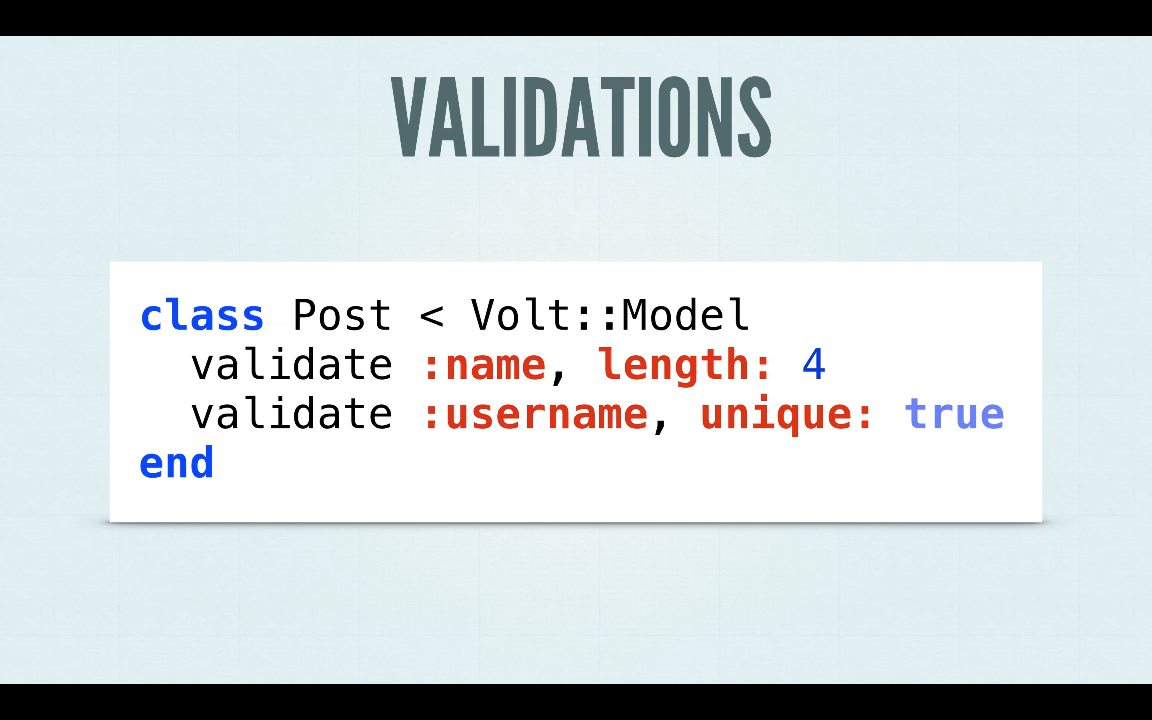 VALIDATIONS
class Post < Volt::Model
  validate :name, length: 4
  validate :username, unique: true
end